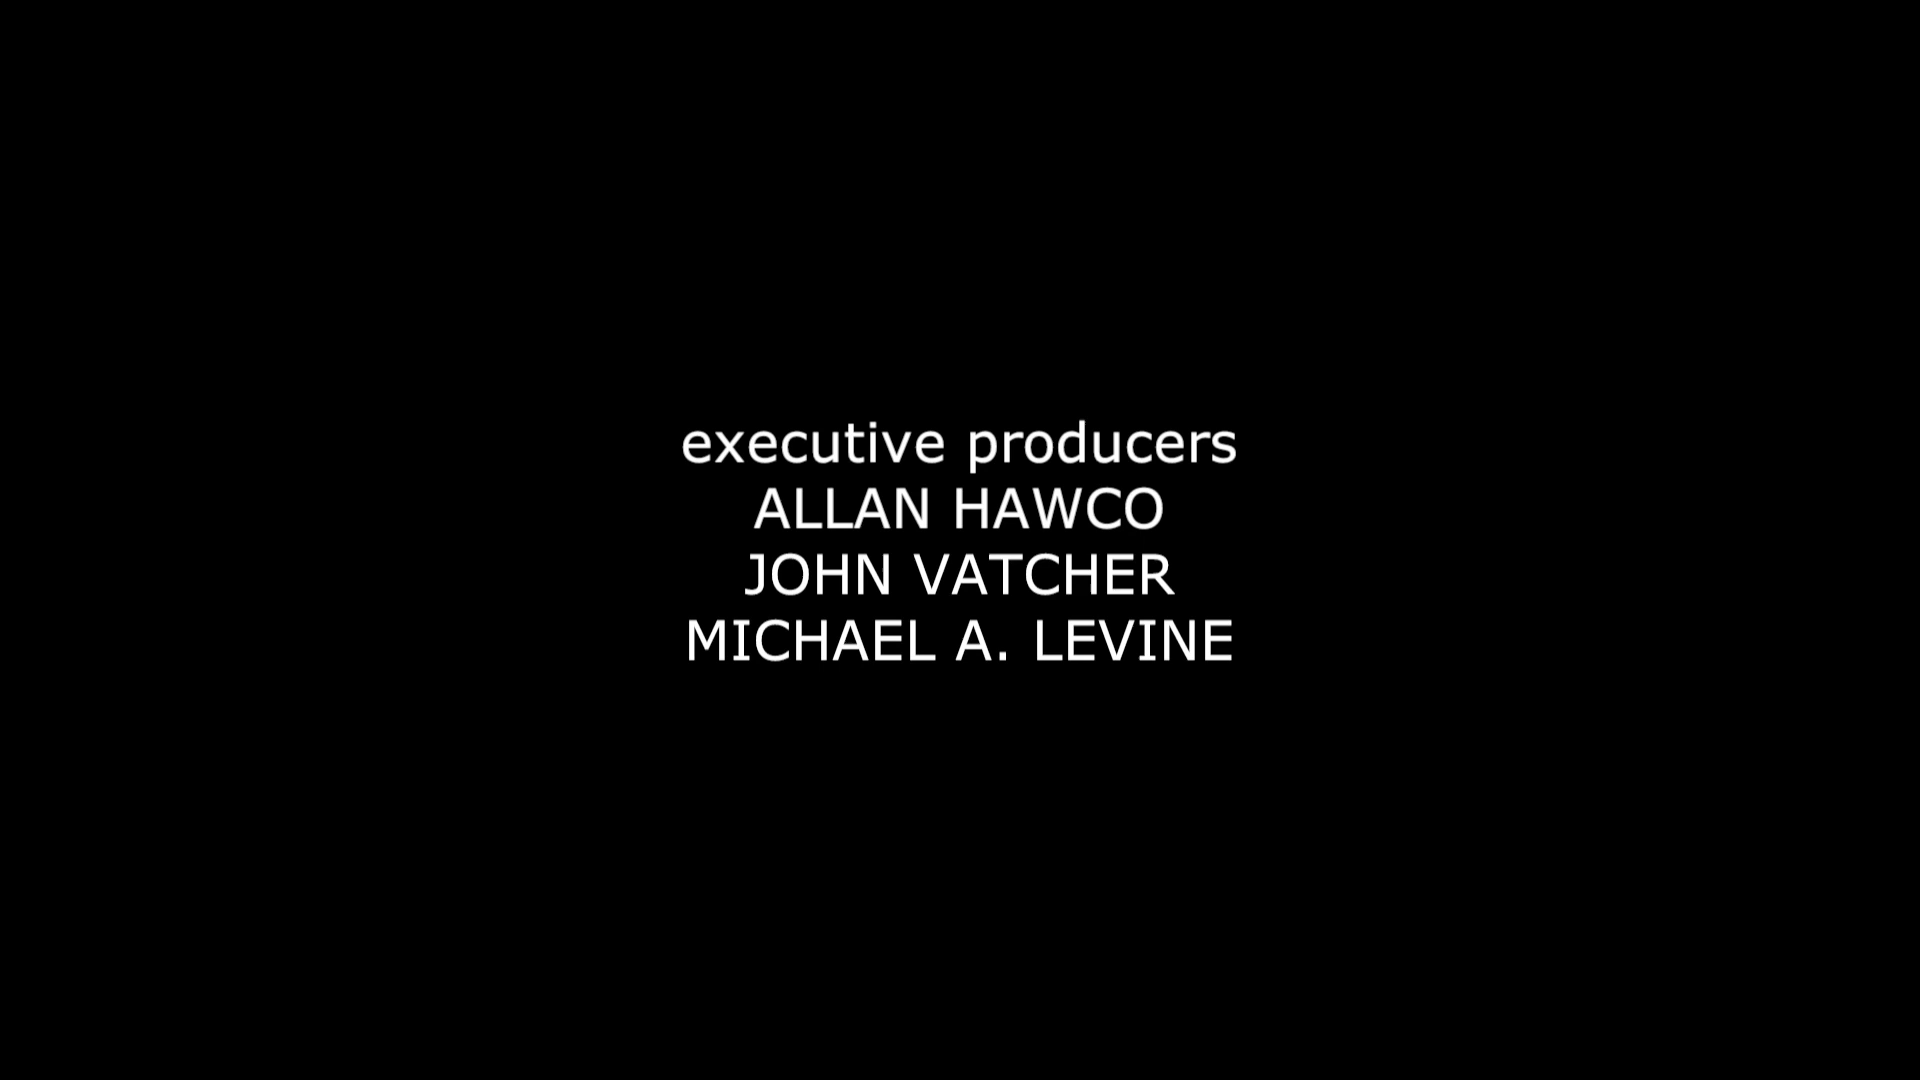 executive producers
ALLAN HAWCO
JOHN VATCHER
MICHAEL A. LEVINE